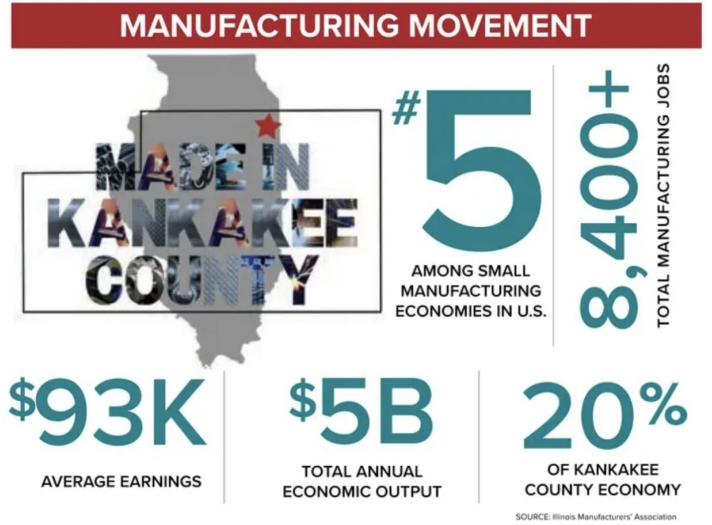 MANUFACTURING MOVEMENT
MADE IN
KANKAKEE
COUNTY
#5
AMONG SMALL
MANUFACTURING
ECONOMIES IN U.S.
8,400+
TOTAL MANUFACTURING JOBS
$93K
AVERAGE EARNINGS
$5B
TOTAL ANNUAL
ECONOMIC OUTPUT
20%
OF KANKAKEE
COUNTY ECONOMY
SOURCE: Illinois Manufacturers' Association